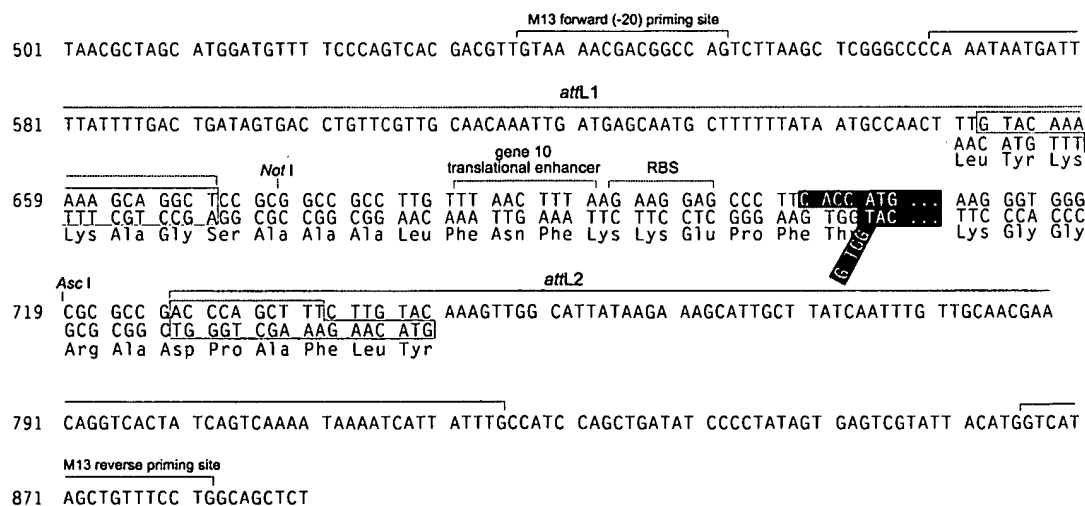 M13 forward (-20) priming site
501 TAACGCTAGC ATGGATGTTT TCCCAGTCAC GACGTTGTAA AACGACGGCC AGTCTTAAGC TCGGGCCCCA AATAATGATT
attL1
581 TTATTTTGAC TGATAGTGAC CTGTTCGTTG CAACAAATTG ATGAGCAATG CTTTTTTATA ATGCCAACT TTG TAC AAA
AAC ATG TTT
Leu Tyr Lys
Not I gene 10 translational enhancer RBS
659 AAA GCA GGC TCC GCG GCC GCC TTG TTT AAC TTT AAG AAG GAG CCC TTC ACC ATG ... AAG GGT GGG
TTT CGT CCG AGG CGC CGG CGG AAC AAA TTG AAA TTC TTC CTC GGG AAG TGG TAC ... TTC CCA CCC
Lys Ala Gly Ser Ala Ala Ala Leu Phe Asn Phe Lys Lys Glu Pro Phe Thr Lys Gly Gly
G TGG
Asc I attL2
719 CGC GCC GAC CCA GCT TTC TTG TAC AAAGTTGG CATTATAAGA AAGCATTGCT TATCAATTTG TTGCAACGAA
GCG CGG CTG GGT CGA AAG AAC ATG
Arg Ala Asp Pro Ala Phe Leu Tyr
791 CAGGTCACTA TCAGTCAAAA TAAAATCATT ATTTGCCATC CAGCTGATAT CCCCTATAGT GAGTCGTATT ACATGGTCAT
M13 reverse priming site
871 AGCTGTTTCC TGGCAGCTCT